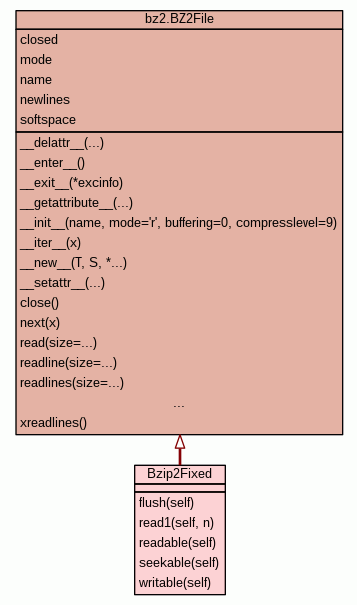 bz2.BZ2File
closed
mode
name
newlines
softspace
__delattr__(...)
__enter__()
__exit__(*excinfo)
__getattribute__(...)
__init__(name, mode='r', buffering=0, compresslevel=9)
__iter__(x)
__new__(T, S, *...)
__setattr__(...)
close()
next(x)
read(size=...)
readline(size=...)
readlines(size=...)
...
xreadlines()
Bzip2Fixed
flush(self)
read1(self, n)
readable(self)
seekable(self)
writable(self)